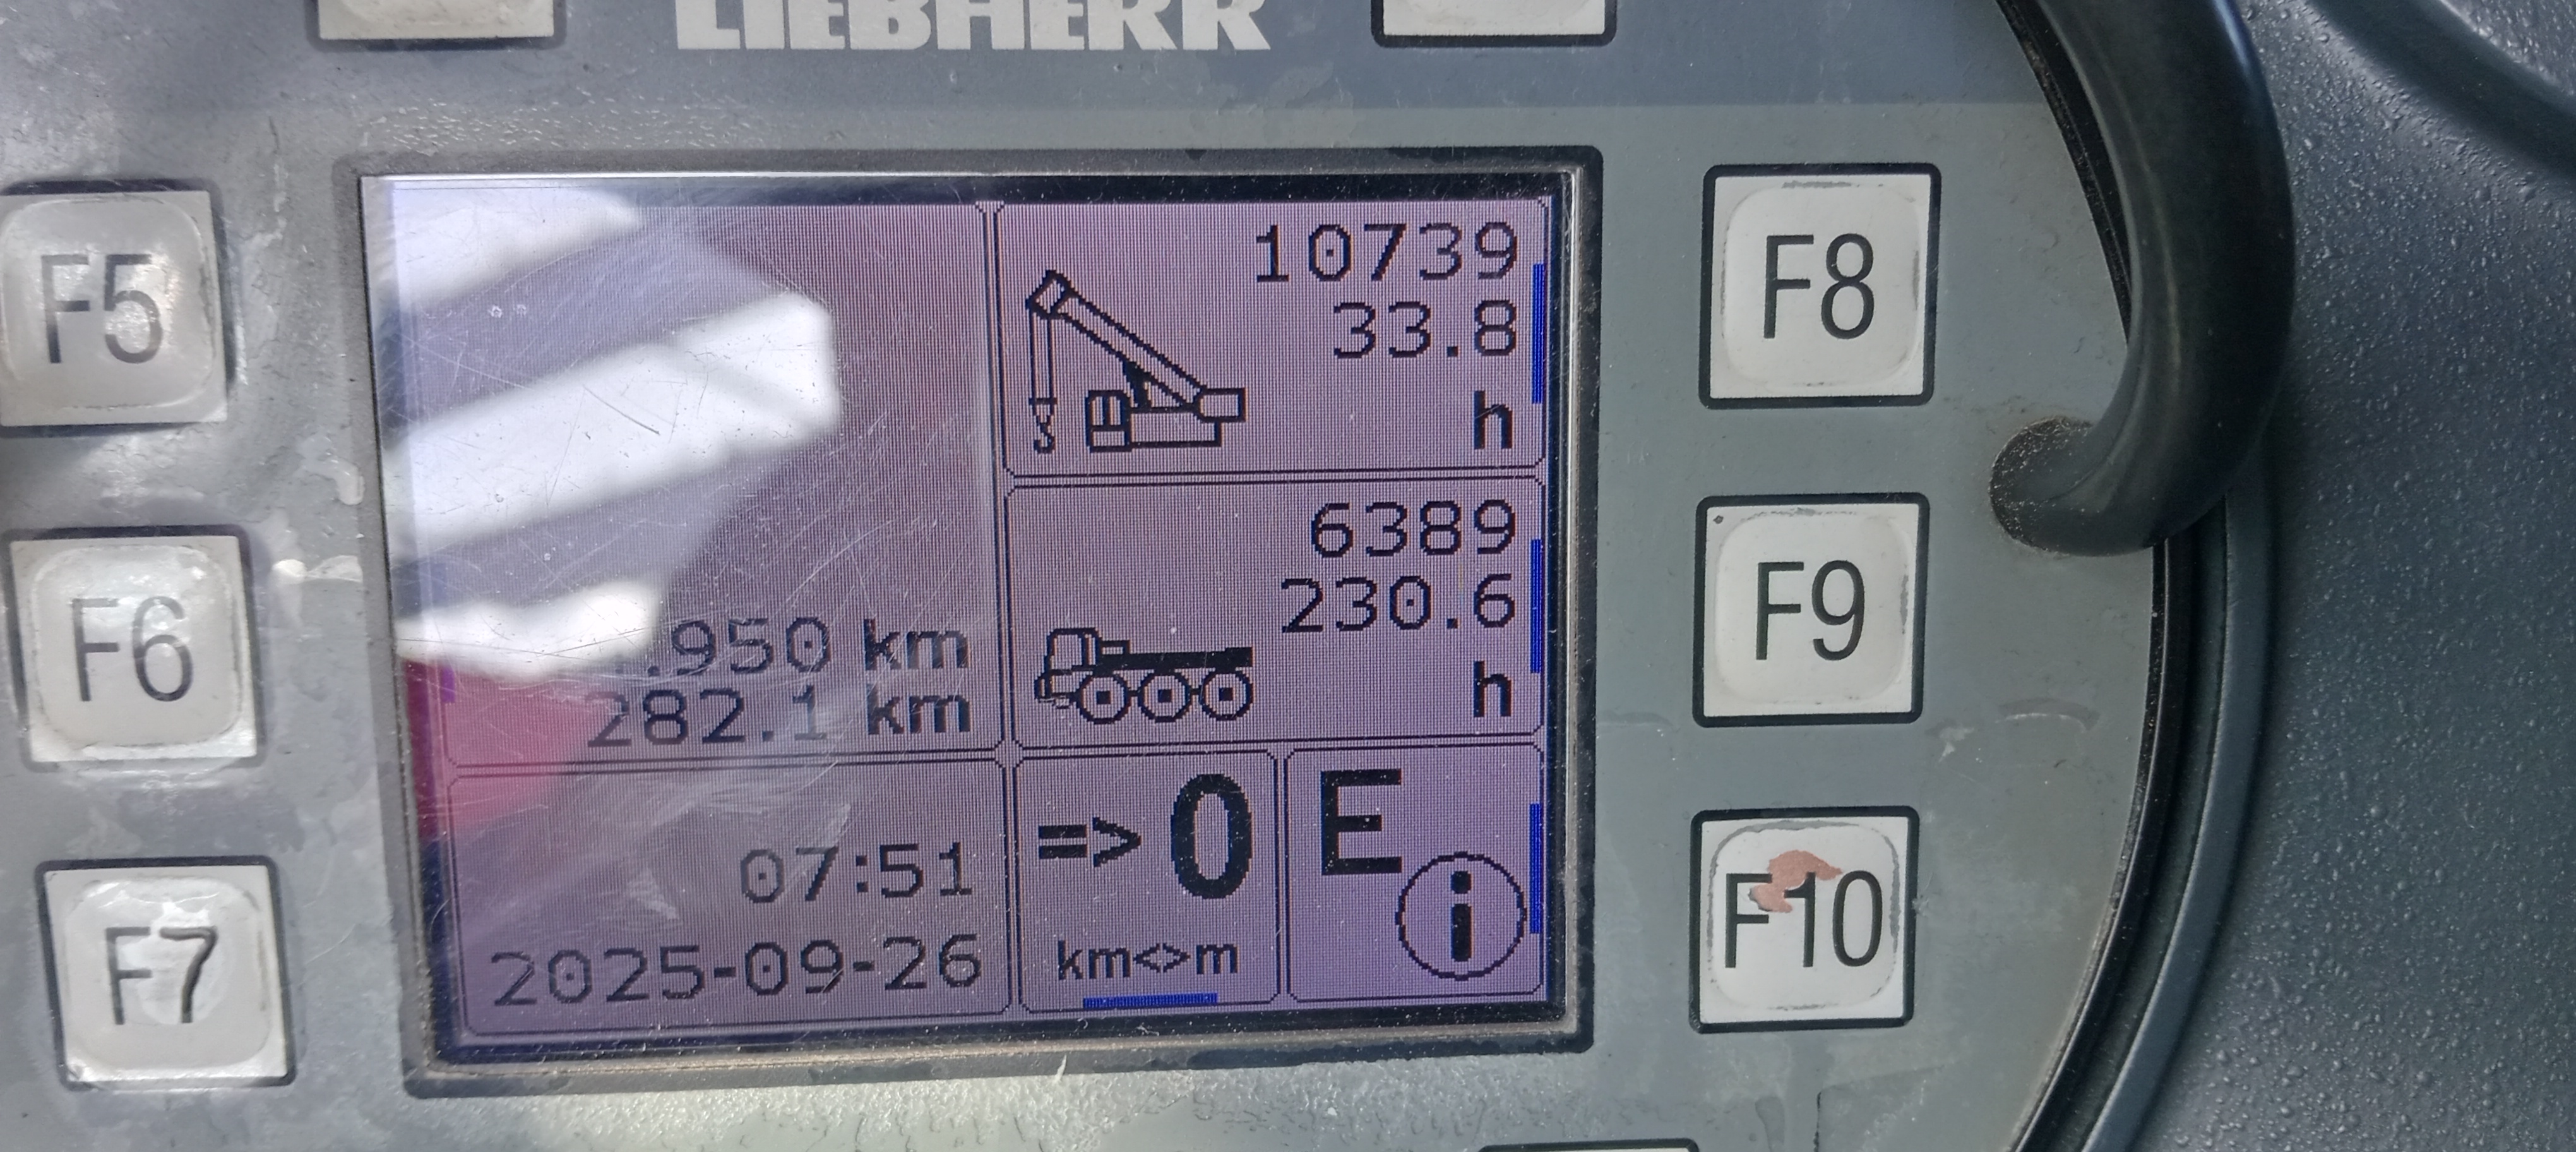 LIEBHERR
F5
F6
F7
.950 km
282.1 km
07:51
2025-09-26
10739
33.8
h
6389
230.6
h
=> 0
km<>m
E
i
F8
F9
F10